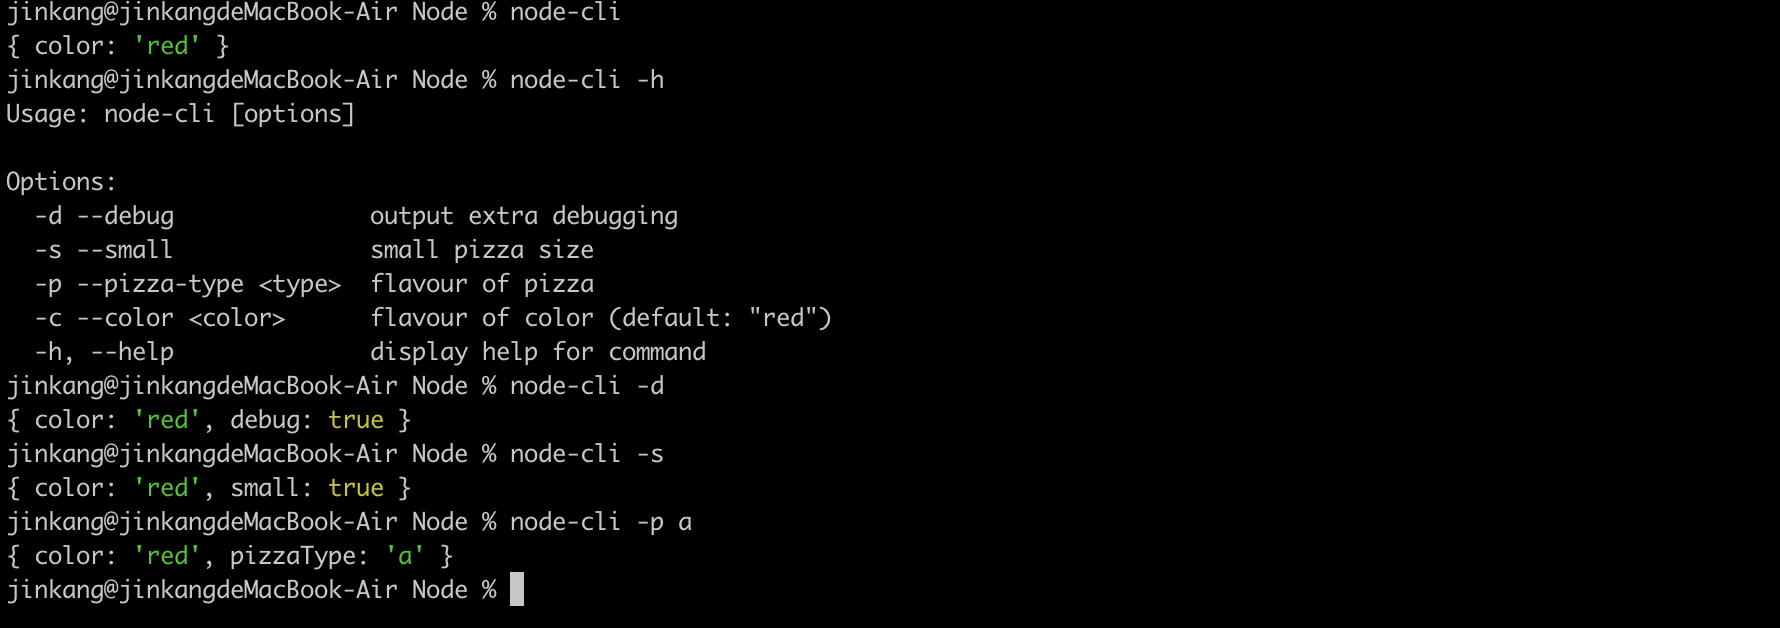 jinkang@jinkangdeMacBook-Air Node % node-cli
{ color: 'red' }
jinkang@jinkangdeMacBook-Air Node % node-cli -h
Usage: node-cli [options]

Options:
  -d --debug              output extra debugging
  -s --small              small pizza size
  -p --pizza-type <type>  flavour of pizza
  -c --color <color>      flavour of color (default: "red")
  -h, --help              display help for command
jinkang@jinkangdeMacBook-Air Node % node-cli -d
{ color: 'red', debug: true }
jinkang@jinkangdeMacBook-Air Node % node-cli -s
{ color: 'red', small: true }
jinkang@jinkangdeMacBook-Air Node % node-cli -p a
{ color: 'red', pizzaType: 'a' }
jinkang@jinkangdeMacBook-Air Node %